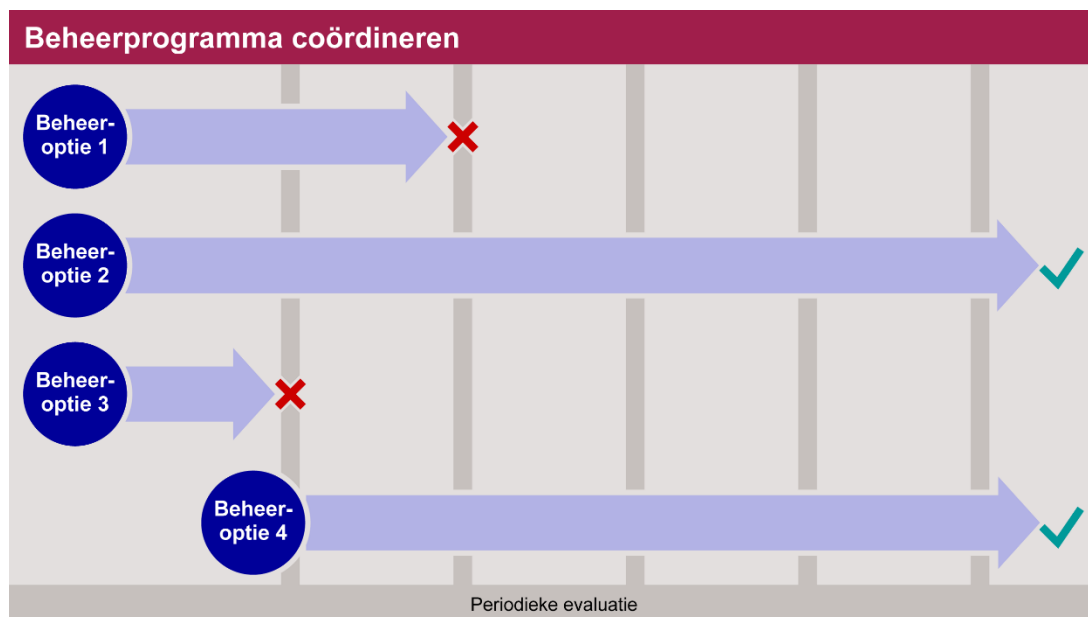 Beheerprogramma coördineren
Beheer-
optie 1
Beheer-
optie 2
Beheer-
optie 3
Beheer-
optie 4
Periodieke evaluatie